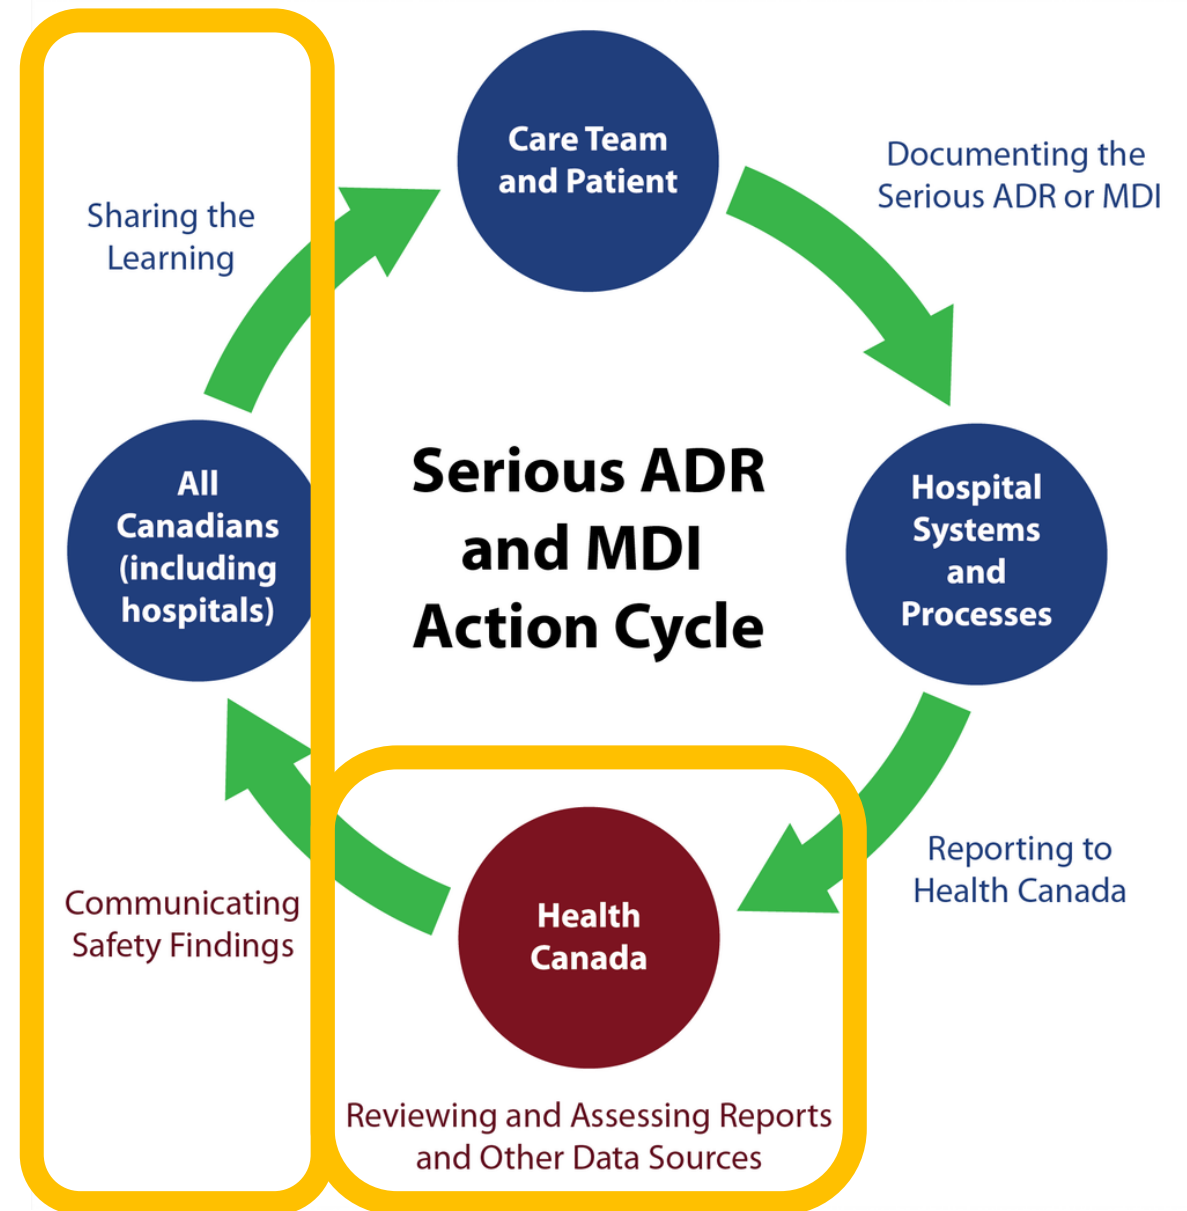 Care Team
and Patient
Documenting the
Serious ADR or MDI
Sharing the
Learning
Serious ADR
and MDI
Action Cycle
All
Canadians
(including
hospitals)
Hospital
Systems
and
Processes
Reporting to
Health Canada
Communicating
Safety Findings
Health
Canada
Reviewing and Assessing Reports
and Other Data Sources